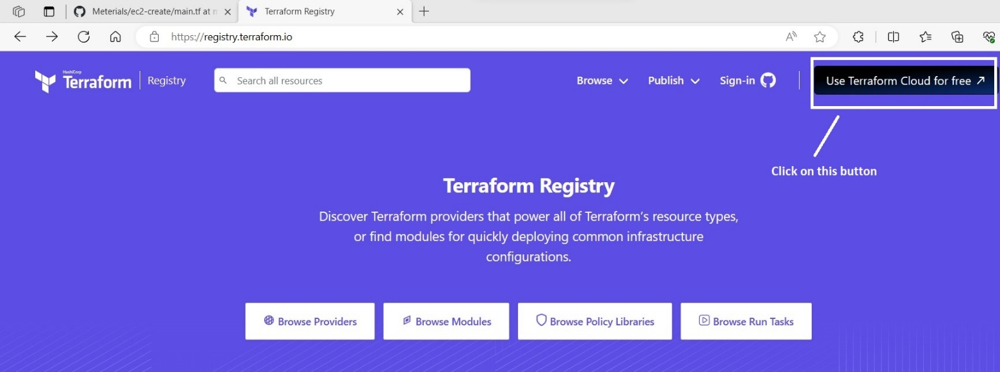 Meterials/ec2-create/main.tf at m
Terraform Registry
https://registry.terraform.io
HashiCorp
Terraform
Registry
Search all resources
Browse
Publish
Sign-in
Use Terraform Cloud for free
Click on this button
Terraform Registry
Discover Terraform providers that power all of Terraform’s resource types,
or find modules for quickly deploying common infrastructure
configurations.
Browse Providers
Browse Modules
Browse Policy Libraries
Browse Run Tasks